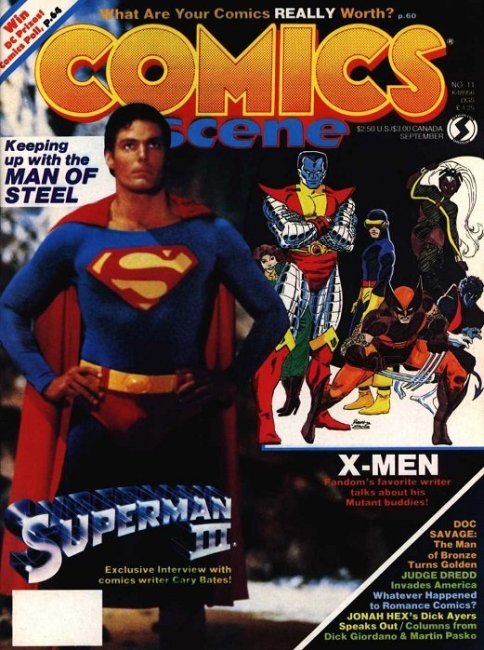 Win
DC Prizes!
Comics Poll, p.64
What Are Your Comics REALLY Worth? p.60
COMICS
scene
NO. 11
$2.50 U.S./$3.00 CANADA
SEPTEMBER
Keeping
up with the
MAN OF
STEEL
X-MEN
Fandom's favorite writer
talks about his
Mutant buddies!
SUPERMAN
III
Exclusive Interview with
comics writer Cary Bates!
DOC
SAVAGE:
The Man
of Bronze
Turns Golden
JUDGE DREDD
Invades America
Whatever Happened
to Romance Comics?
JONAH HEX's Dick Ayers
Speaks Out / Columns from
Dick Giordano & Martin Pasko